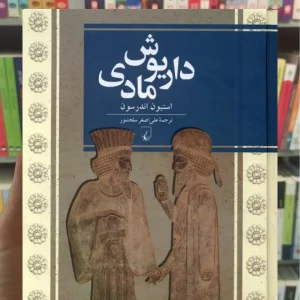 داریوش
مادی
استیون اندرسون
ترجمهٔ علی‌اصغر سلحشور